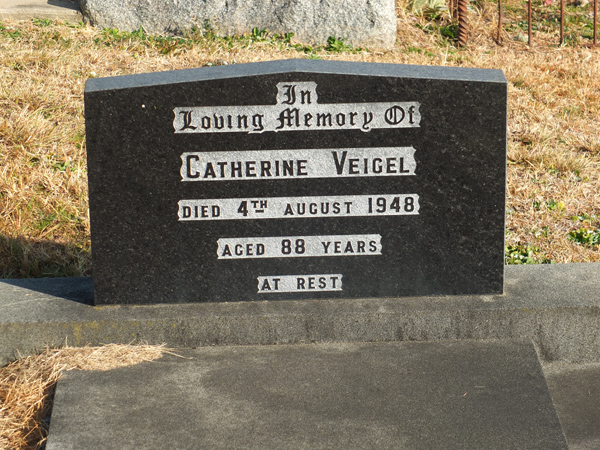 In
Loving Memory Of
CATHERINE VEIGEL
DIED 4TH AUGUST 1948
AGED 88 YEARS
AT REST